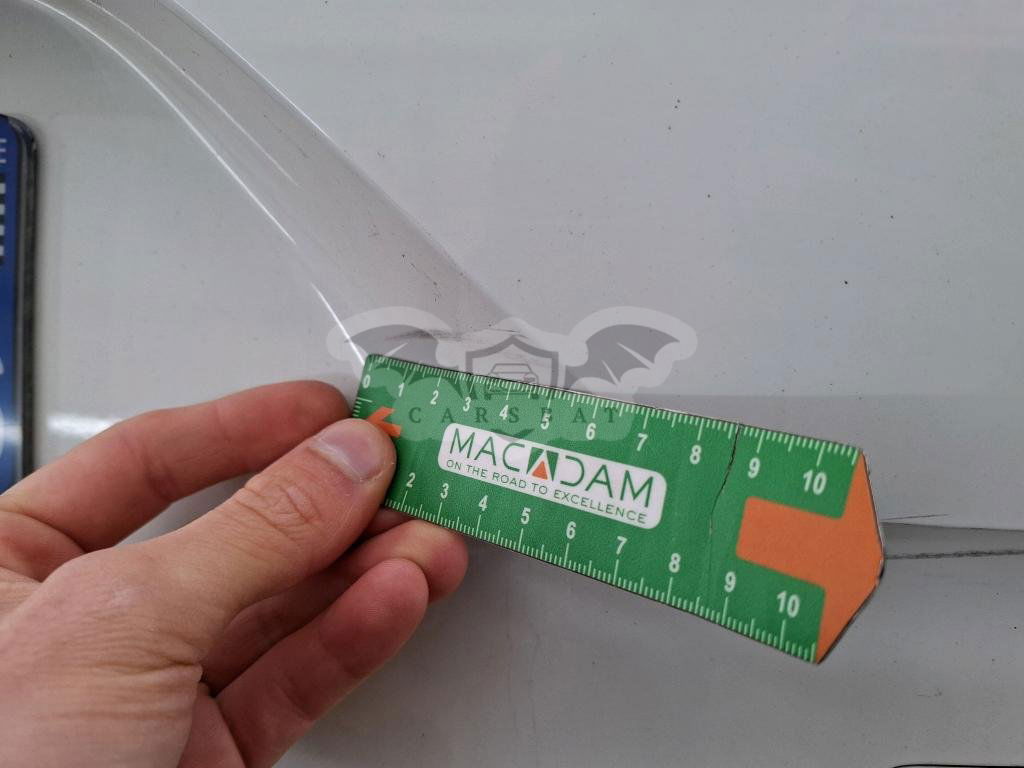 0 1 2 3 4 5 6 7 8 9 10
CARSEAT
MACADAM
ON THE ROAD TO EXCELLENCE
2 3 4 5 6 7 8 9 10